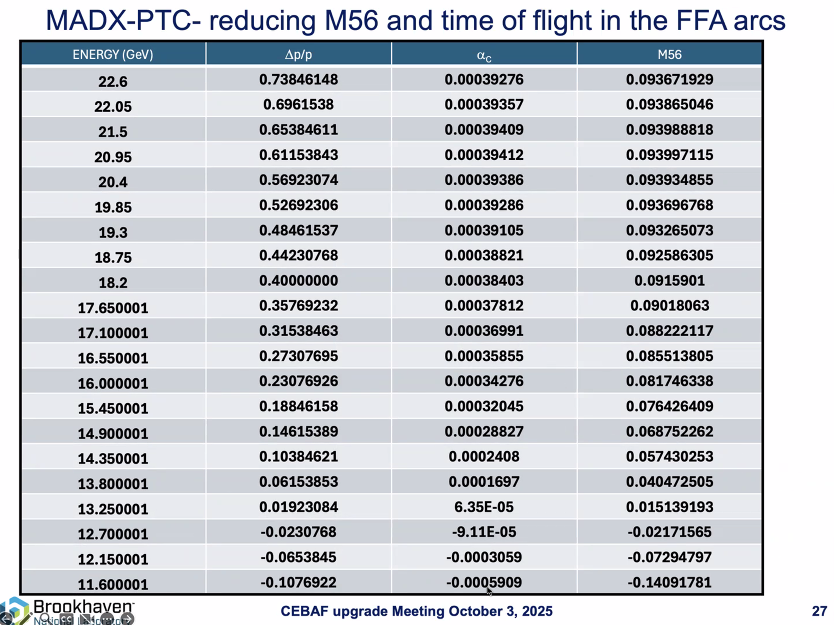 MADX-PTC- reducing M56 and time of flight in the FFA arcs
ENERGY (GeV) Δp/p αC M56
22.6 0.73846148 0.00039276 0.093671929
22.05 0.6961538 0.00039357 0.093865046
21.5 0.65384611 0.00039409 0.093988818
20.95 0.61153843 0.00039412 0.093997115
20.4 0.56923074 0.00039386 0.093934855
19.85 0.52692306 0.00039286 0.093696768
19.3 0.48461537 0.00039105 0.093265073
18.75 0.44230768 0.00038821 0.092586305
18.2 0.40000000 0.00038403 0.0915901
17.650001 0.35769232 0.00037812 0.09018063
17.100001 0.31538463 0.00036991 0.088222117
16.550001 0.27307695 0.00035855 0.085513805
16.000001 0.23076926 0.00034276 0.081746338
15.450001 0.18846158 0.00032045 0.076426409
14.900001 0.14615389 0.00028827 0.068752262
14.350001 0.10384621 0.0002408 0.057430253
13.800001 0.06153853 0.0001697 0.040472505
13.250001 0.01923084 6.35E-05 0.015139193
12.700001 -0.0230768 -9.11E-05 -0.02171565
12.150001 -0.0653845 -0.0003059 -0.07294797
11.600001 -0.1076922 -0.0005909 -0.14091781
Brookhaven
CEBAF upgrade Meeting October 3, 2025
27